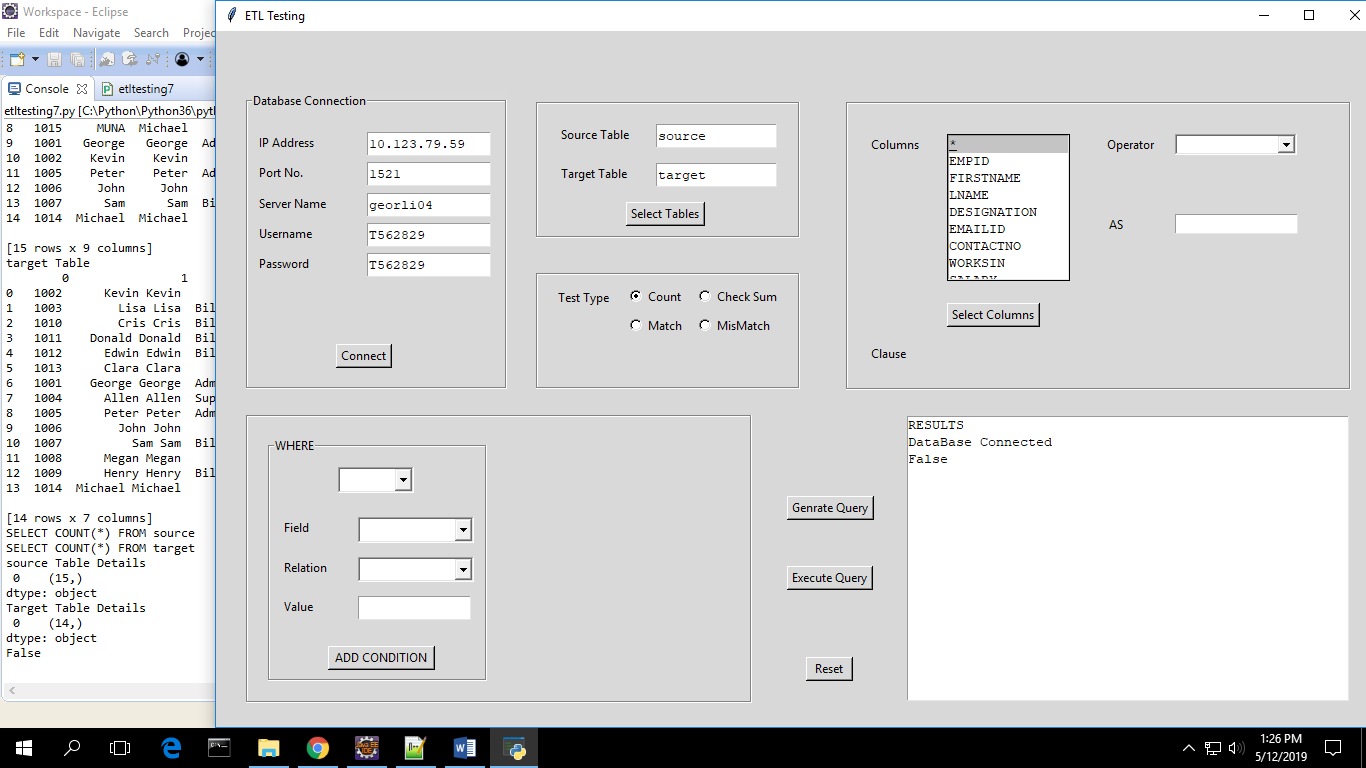 Workspace - Eclipse
File Edit Navigate Search Projec
Console etltesting7
etltesting7.py [C:\Python\Python36\pyth
8 1015 MUNA Michael
9 1001 George George Ad
10 1002 Kevin Kevin
11 1005 Peter Peter Ad
12 1006 John John
13 1007 Sam Sam Bi
14 1014 Michael Michael
[15 rows x 9 columns]
target Table
0 1
0 1002 Kevin Kevin
1 1003 Lisa Lisa Bil
2 1010 Cris Cris Bil
3 1011 Donald Donald Bil
4 1012 Edwin Edwin Bil
5 1013 Clara Clara
6 1001 George George Adm
7 1004 Allen Allen Sup
8 1005 Peter Peter Adm
9 1006 John John
10 1007 Sam Sam Bil
11 1008 Megan Megan
12 1009 Henry Henry Bil
13 1014 Michael Michael
[14 rows x 7 columns]
SELECT COUNT(*) FROM source
SELECT COUNT(*) FROM target
source Table Details
0 (15,)
dtype: object
Target Table Details
0 (14,)
dtype: object
False
ETL Testing
Database Connection
IP Address 10.123.79.59
Port No. 1521
Server Name georli04
Username T562829
Password T562829
Connect
Source Table source
Target Table target
Select Tables
Test Type Count Check Sum
Match MisMatch
Columns
*
EMPID
FIRSTNAME
LNAME
DESIGNATION
EMAILID
CONTACTNO
WORKSIN
SALARY
Operator
AS
Select Columns
Clause
WHERE
Field
Relation
Value
ADD CONDITION
Genrate Query
Execute Query
Reset
RESULTS
DataBase Connected
False
1:26 PM
5/12/2019